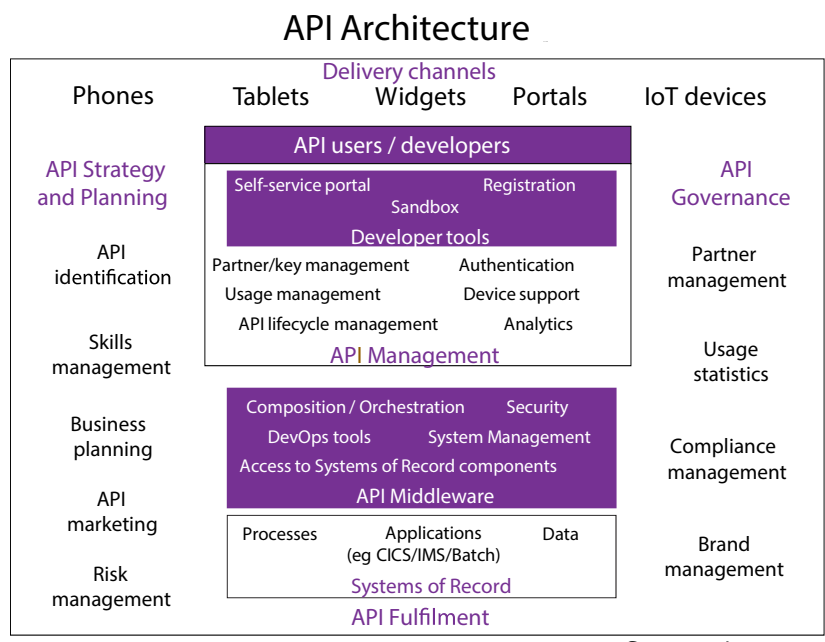 API Architecture
Delivery channels
Phones Tablets Widgets Portals IoT devices
API users / developers
API Strategy
and Planning
API
identification
Skills
management
Business
planning
API
marketing
Risk
management
Self-service portal Registration
Sandbox
Developer tools
Partner/key management Authentication
Usage management Device support
API lifecycle management Analytics
API Management
Composition / Orchestration Security
DevOps tools System Management
Access to Systems of Record components
API Middleware
Processes Applications Data
(eg CICS/IMS/Batch)
Systems of Record
API Fulfilment
API
Governance
Partner
management
Usage
statistics
Compliance
management
Brand
management